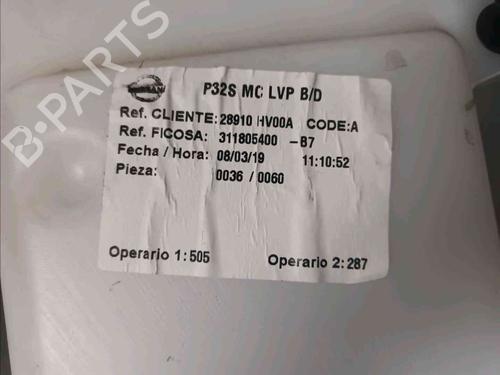 B-PARTS
NISSAN
P32S MC LVP B/D
Ref. CLIENTE: 28910 HV00A CODE:A
Ref. FICOSA: 311805400 -B7
Fecha / Hora: 08/03/19 11:10:52
Pieza: 0036 / 0060
Operario 1: 505 Operario 2: 287